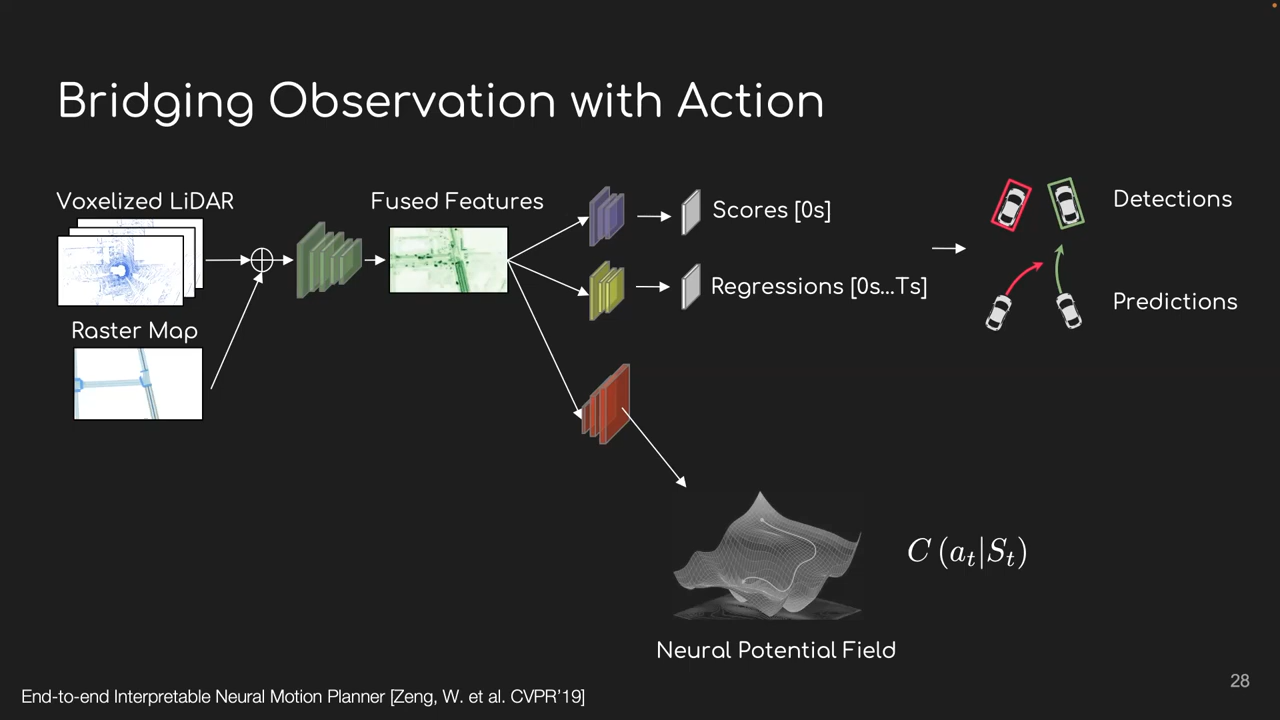 Bridging Observation with Action
Voxelized LiDAR
Fused Features
Scores [0s]
Regressions [0s...Ts]
Detections
Predictions
Raster Map
C (a_t|S_t)
Neural Potential Field
End-to-end Interpretable Neural Motion Planner [Zeng, W. et al. CVPR'19]
28